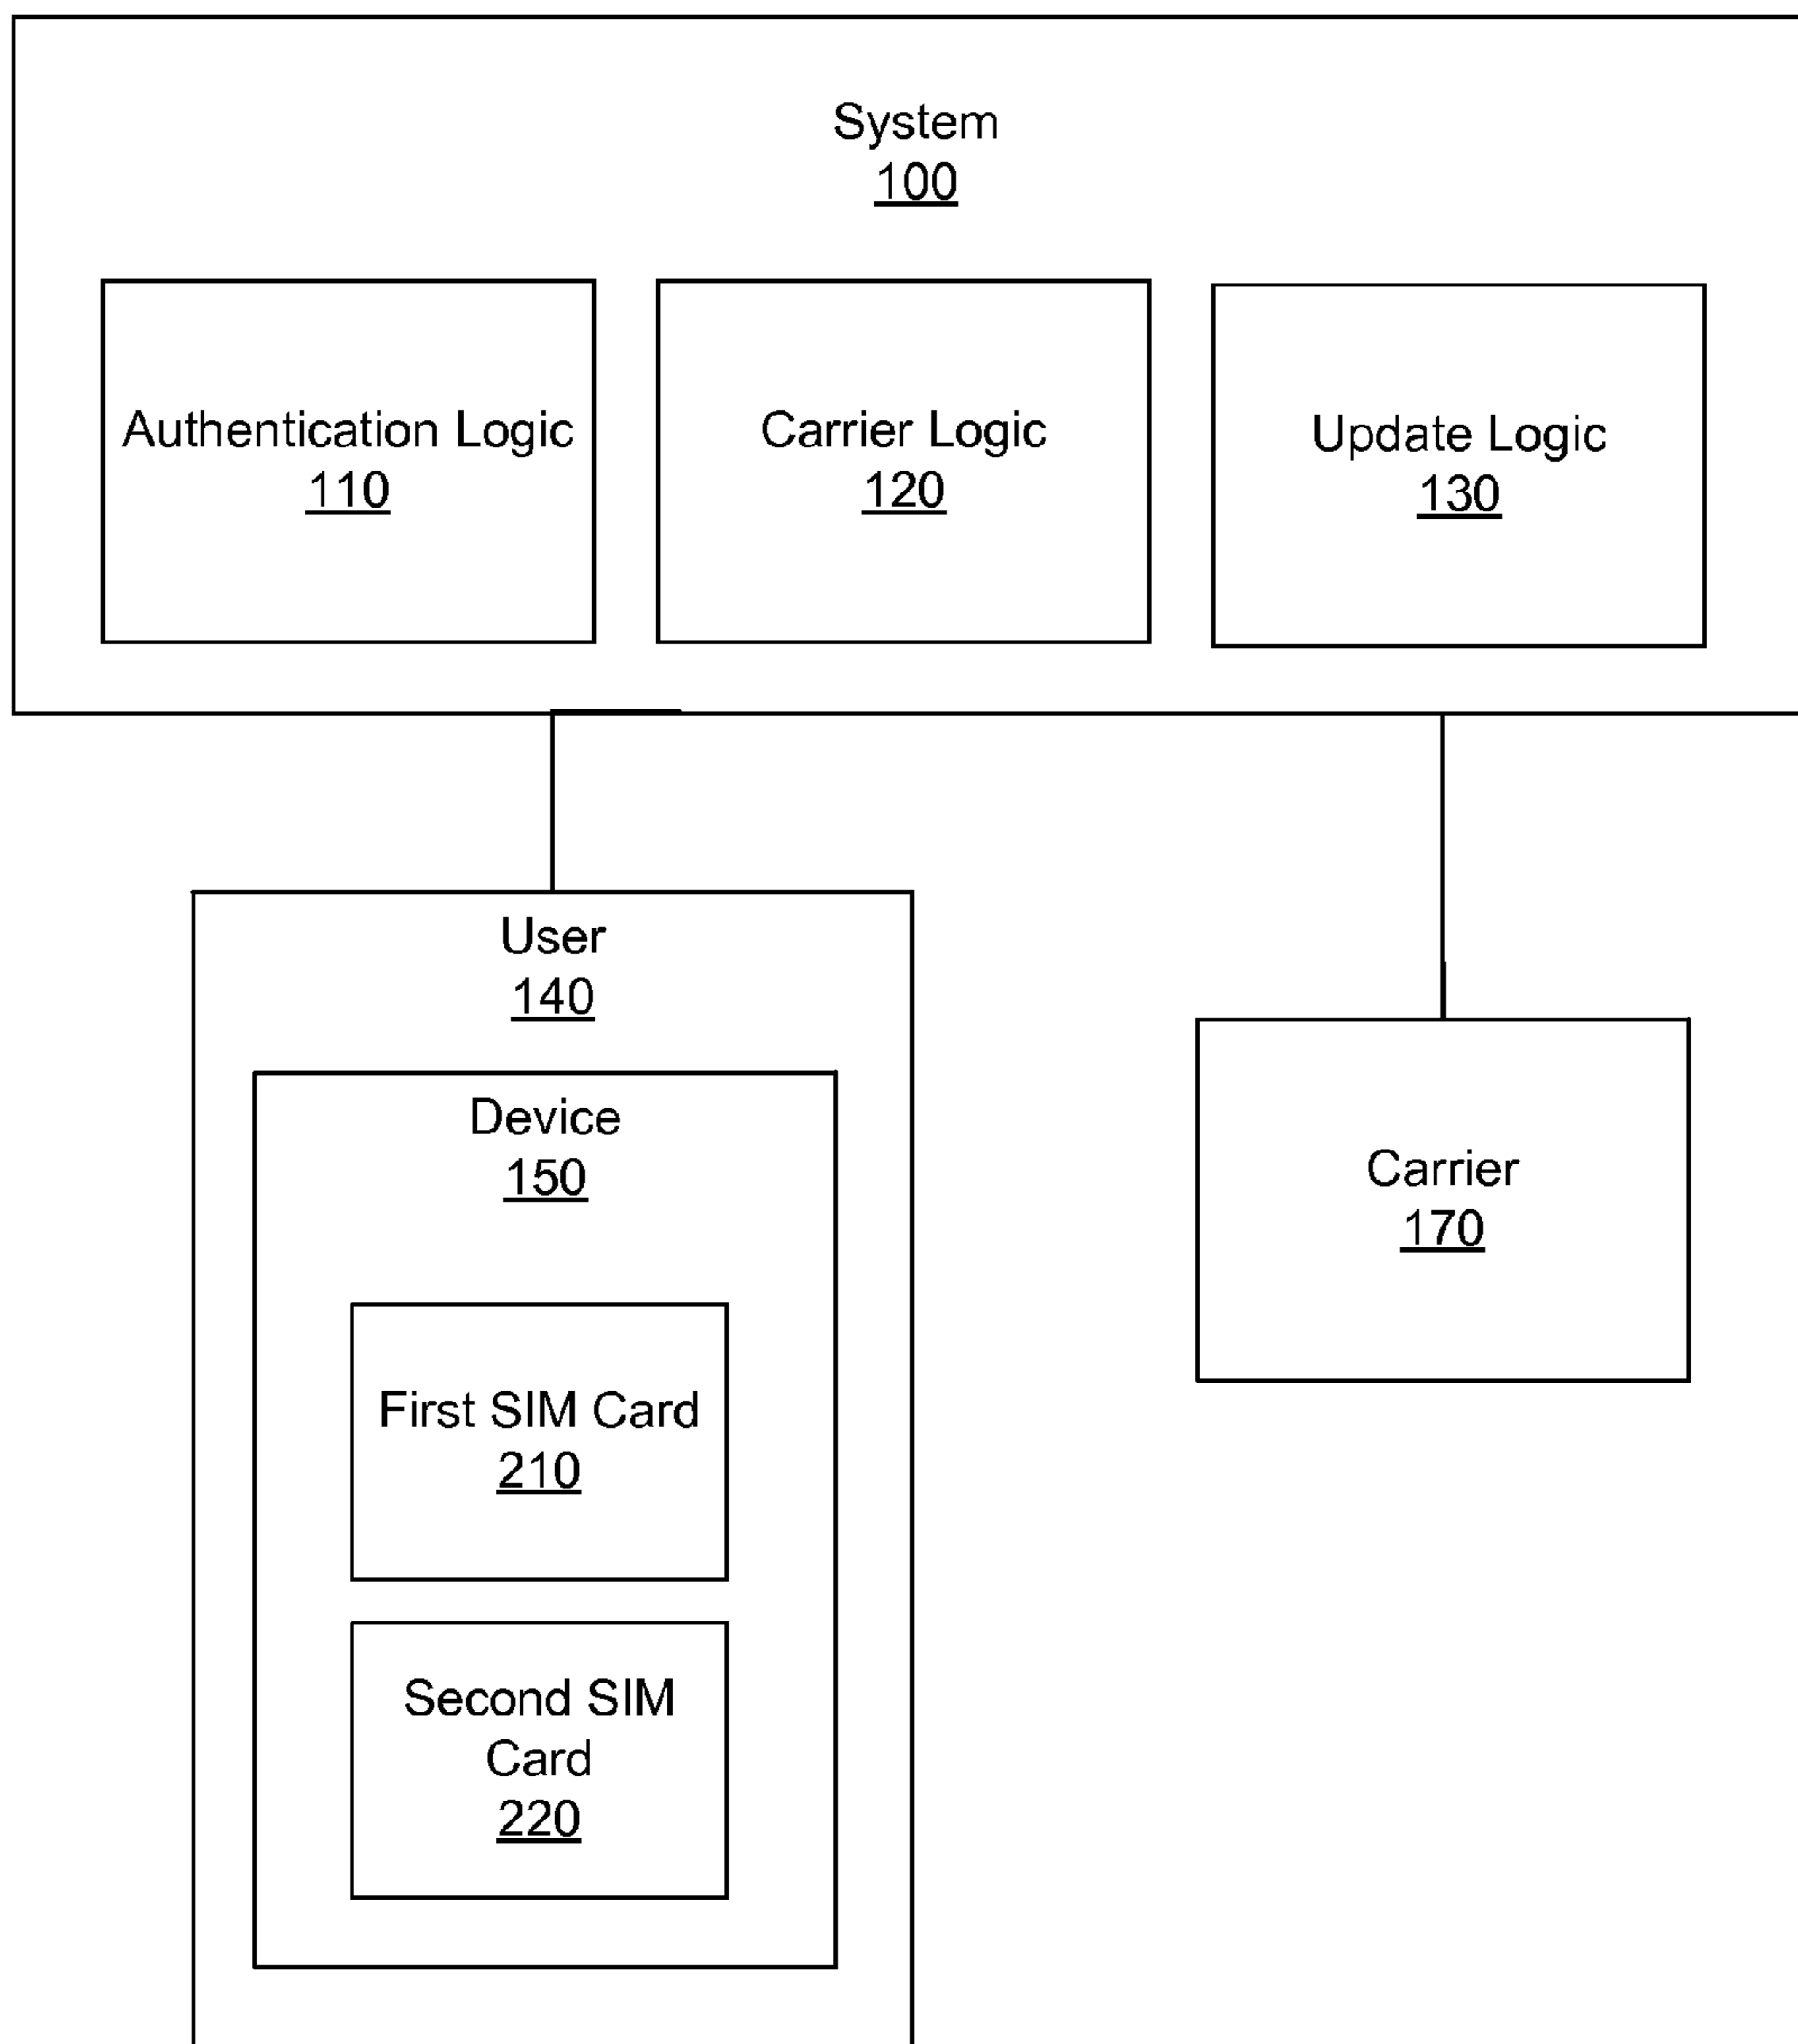 System
100
Authentication Logic
110
Carrier Logic
120
Update Logic
130
User
140
Device
150
First SIM Card
210
Second SIM
Card
220
Carrier
170